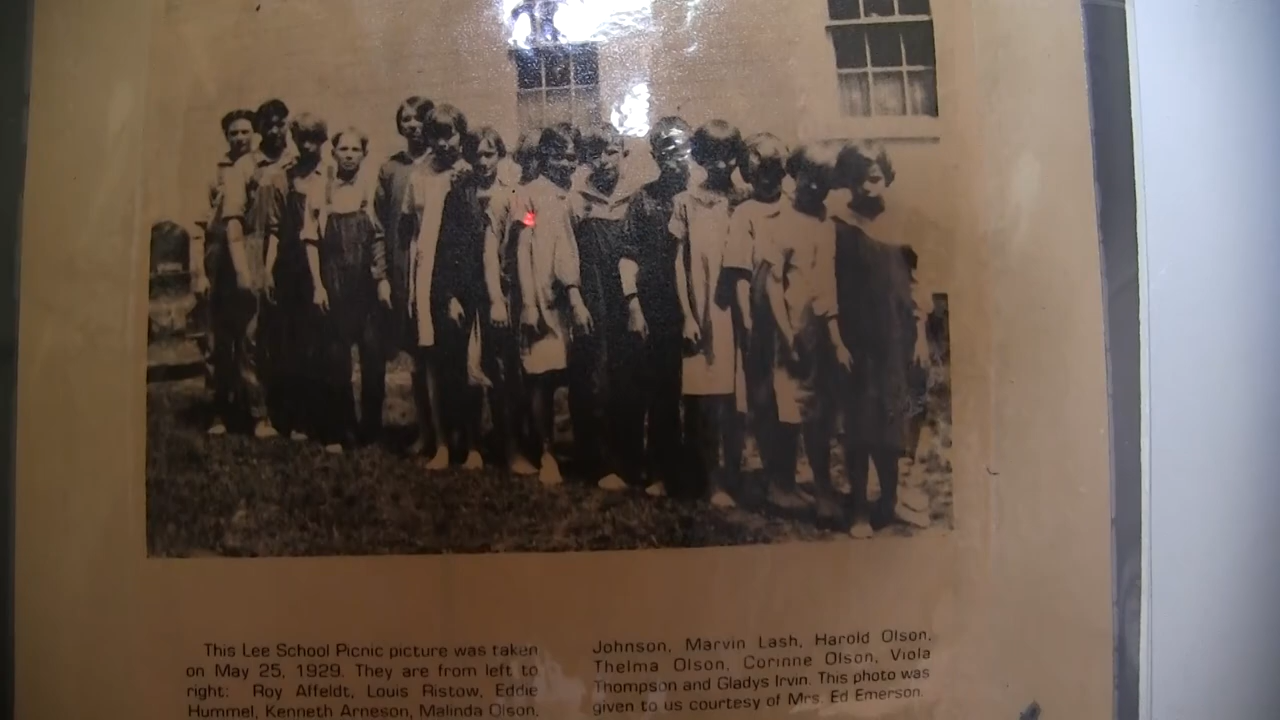 This Lee School Picnic picture was taken
on May 25, 1929. They are from left to
right: Roy Affeldt, Louis Ristow, Eddie
Hummel, Kenneth Arneson, Malinda Olson,
Johnson, Marvin Lash, Harold Olson,
Thelma Olson, Corinne Olson, Viola
Thompson and Gladys Irvin. This photo was
given to us courtesy of Mrs. Ed Emerson.